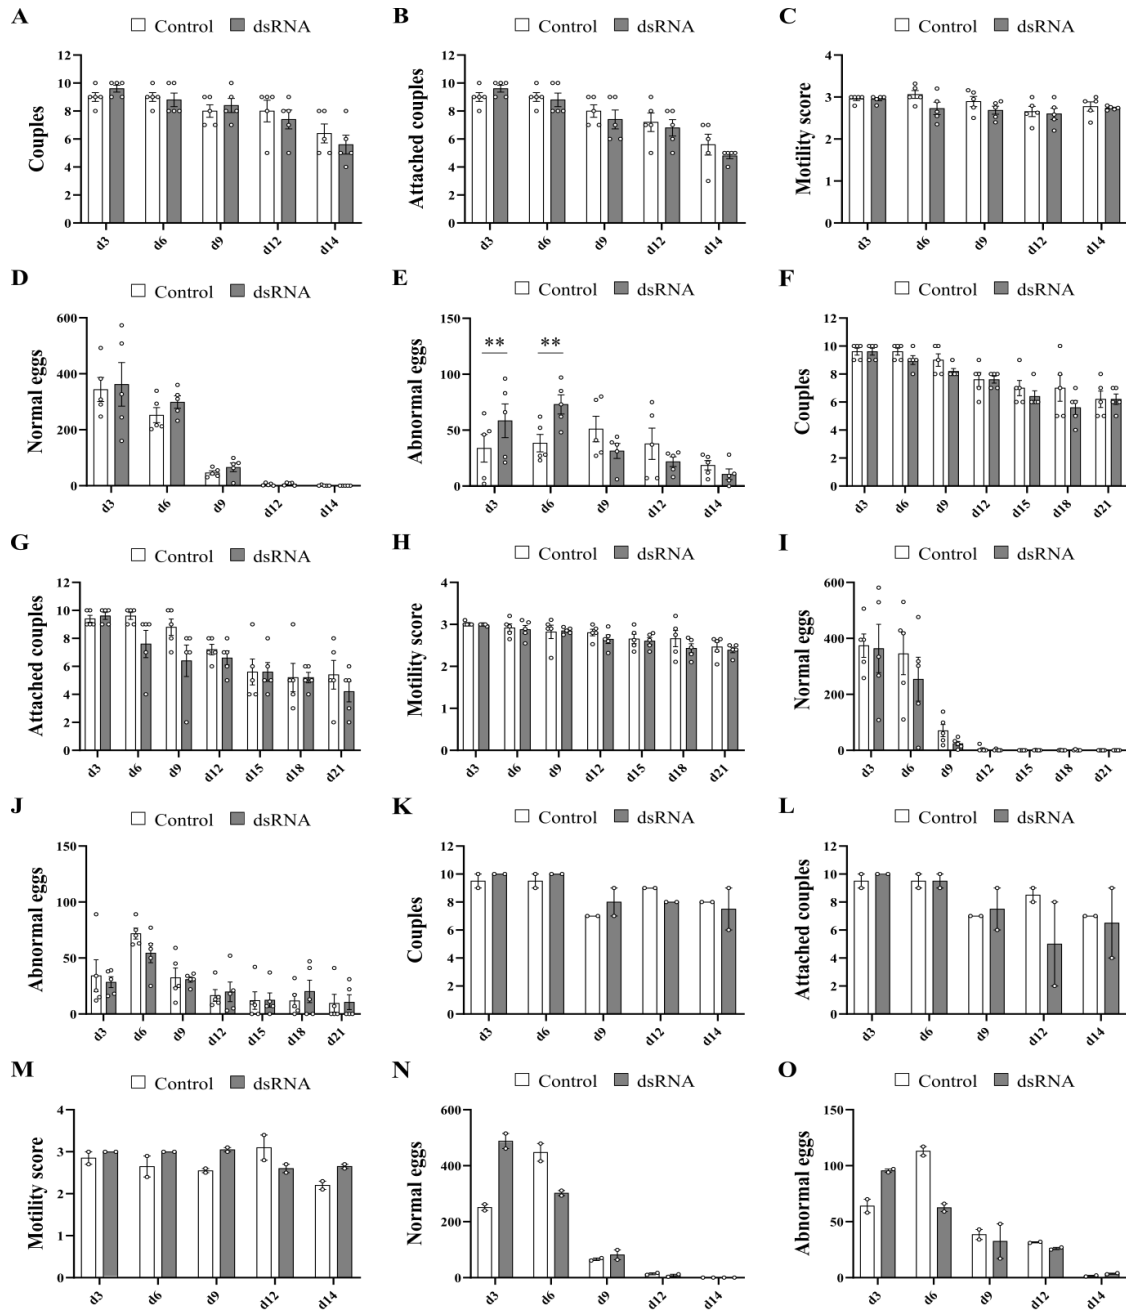 A
Control dsRNA
Couples
12
10
8
6
4
2
0
d3 d6 d9 d12 d14
B
Control dsRNA
Attached couples
12
10
8
6
4
2
0
d3 d6 d9 d12 d14
C
Control dsRNA
Motility score
4
3
2
1
0
d3 d6 d9 d12 d14
D
Control dsRNA
Normal eggs
600
400
200
0
d3 d6 d9 d12 d14
E
Control dsRNA
Abnormal eggs
150
100
50
0
** **
d3 d6 d9 d12 d14
F
Control dsRNA
Couples
12
10
8
6
4
2
0
d3 d6 d9 d12 d15 d18 d21
G
Control dsRNA
Attached couples
12
10
8
6
4
2
0
d3 d6 d9 d12 d15 d18 d21
H
Control dsRNA
Motility score
4
3
2
1
0
d3 d6 d9 d12 d15 d18 d21
I
Control dsRNA
Normal eggs
600
400
200
0
d3 d6 d9 d12 d15 d18 d21
J
Control dsRNA
Abnormal eggs
150
100
50
0
d3 d6 d9 d12 d15 d18 d21
K
Control dsRNA
Couples
12
10
8
6
4
2
0
d3 d6 d9 d12 d14
L
Control dsRNA
Attached couples
12
10
8
6
4
2
0
d3 d6 d9 d12 d14
M
Control dsRNA
Motility score
4
3
2
1
0
d3 d6 d9 d12 d14
N
Control dsRNA
Normal eggs
600
400
200
0
d3 d6 d9 d12 d14
O
Control dsRNA
Abnormal eggs
150
100
50
0
d3 d6 d9 d12 d14